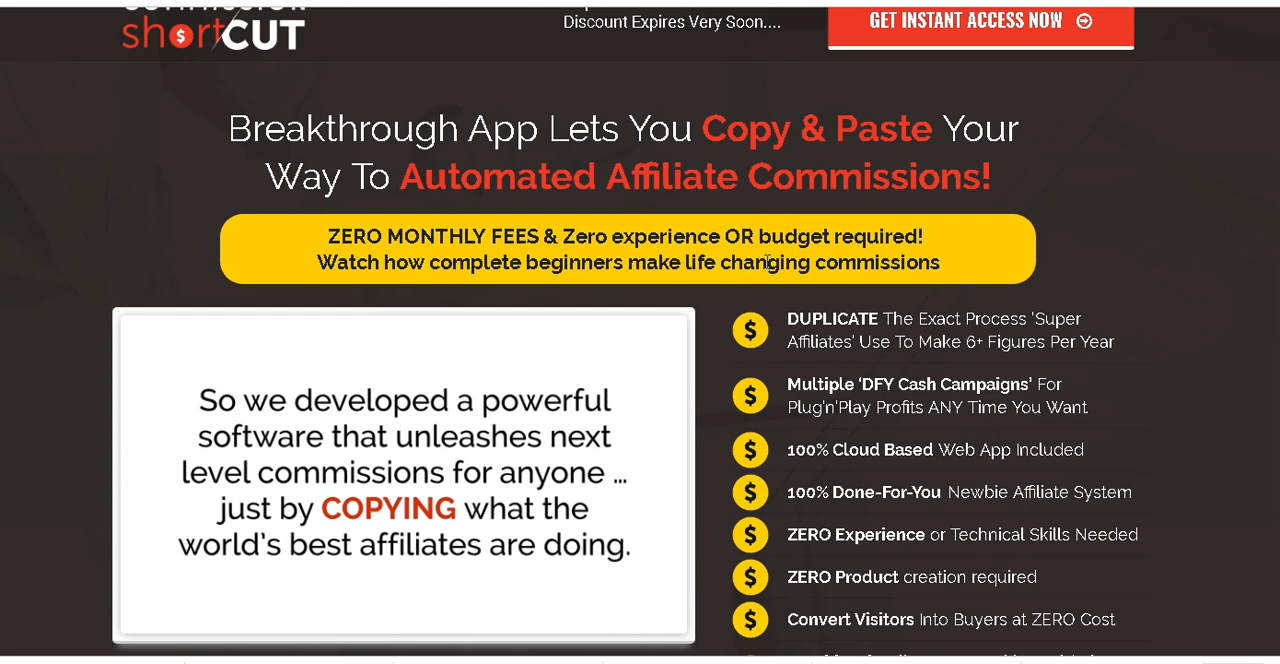 COMMISSION
shortCUT
Discount Expires Very Soon....
GET INSTANT ACCESS NOW
Breakthrough App Lets You Copy & Paste Your
Way To Automated Affiliate Commissions!
ZERO MONTHLY FEES & Zero experience OR budget required!
Watch how complete beginners make life changing commissions
So we developed a powerful
software that unleashes next
level commissions for anyone ...
just by COPYING what the
world's best affiliates are doing.
DUPLICATE The Exact Process 'Super
Affiliates' Use To Make 6+ Figures Per Year
Multiple 'DFY Cash Campaigns' For
Plug'n'Play Profits ANY Time You Want
100% Cloud Based Web App Included
100% Done-For-You Newbie Affiliate System
ZERO Experience or Technical Skills Needed
ZERO Product creation required
Convert Visitors Into Buyers at ZERO Cost